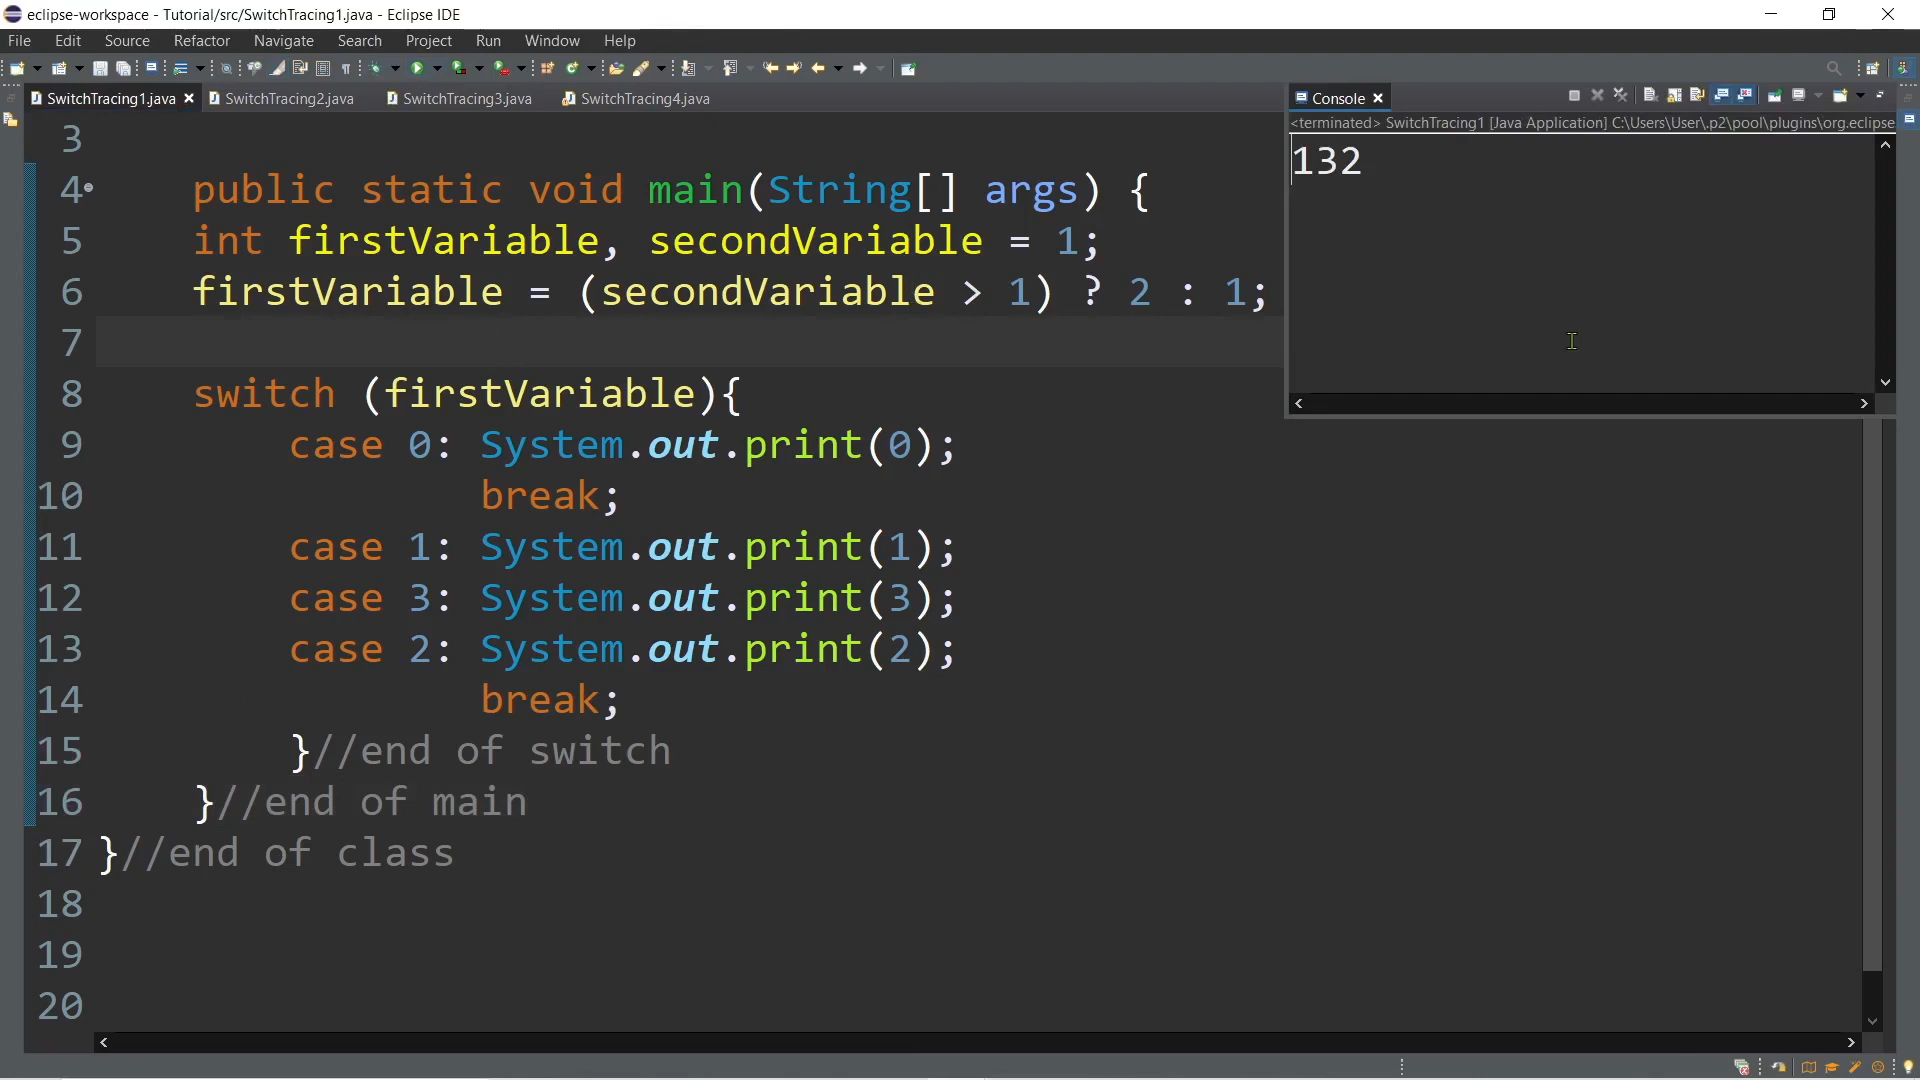 eclipse-workspace - Tutorial/src/SwitchTracing1.java - Eclipse IDE
File Edit Source Refactor Navigate Search Project Run Window Help
SwitchTracing1.java SwitchTracing2.java SwitchTracing3.java SwitchTracing4.java
3
4 public static void main(String[] args) {
5 int firstVariable, secondVariable = 1;
6 firstVariable = (secondVariable > 1) ? 2 : 1;
7
8 switch (firstVariable){
9 case 0: System.out.print(0);
10 break;
11 case 1: System.out.print(1);
12 case 3: System.out.print(3);
13 case 2: System.out.print(2);
14 break;
15 }//end of switch
16 }//end of main
17 }//end of class
18
19
20
Console
<terminated> SwitchTracing1 [Java Application] C:\Users\User\.p2\pool\plugins\org.eclipse
132